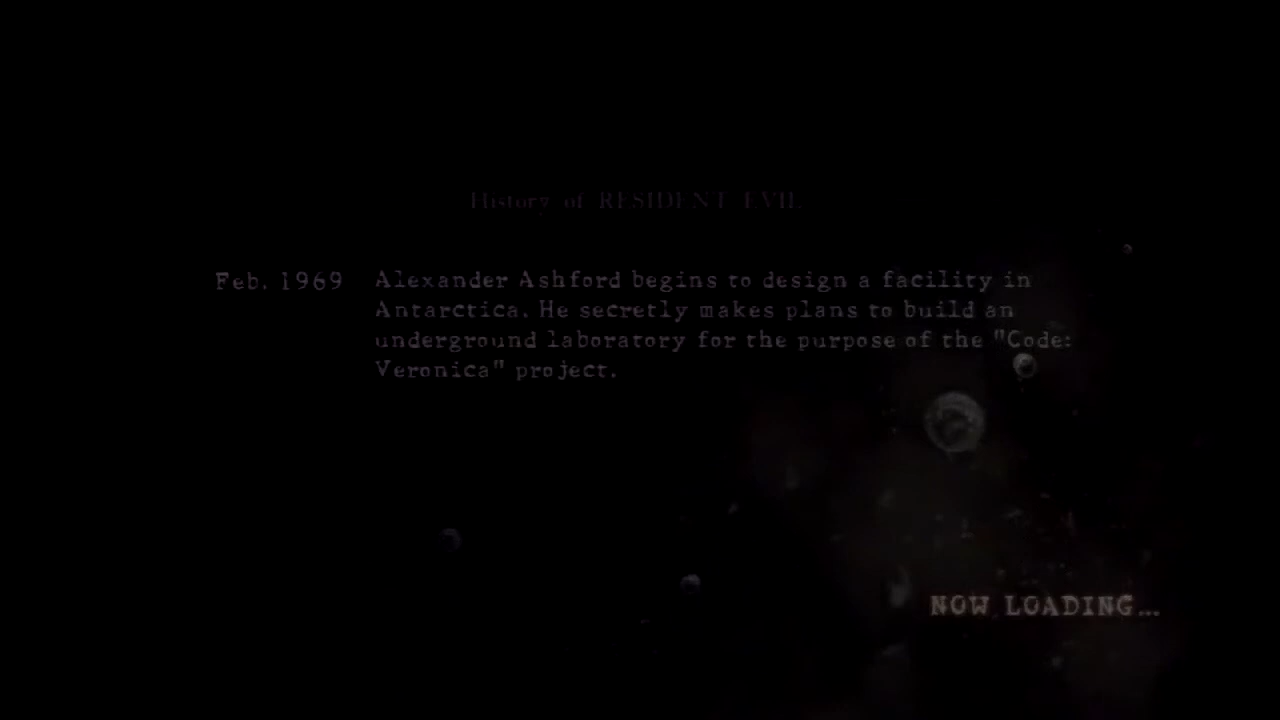 History of RESIDENT EVIL
Feb. 1969 Alexander Ashford begins to design a facility in
Antarctica. He secretly makes plans to build an
underground laboratory for the purpose of the "Code:
Veronica" project.
NOW LOADING...